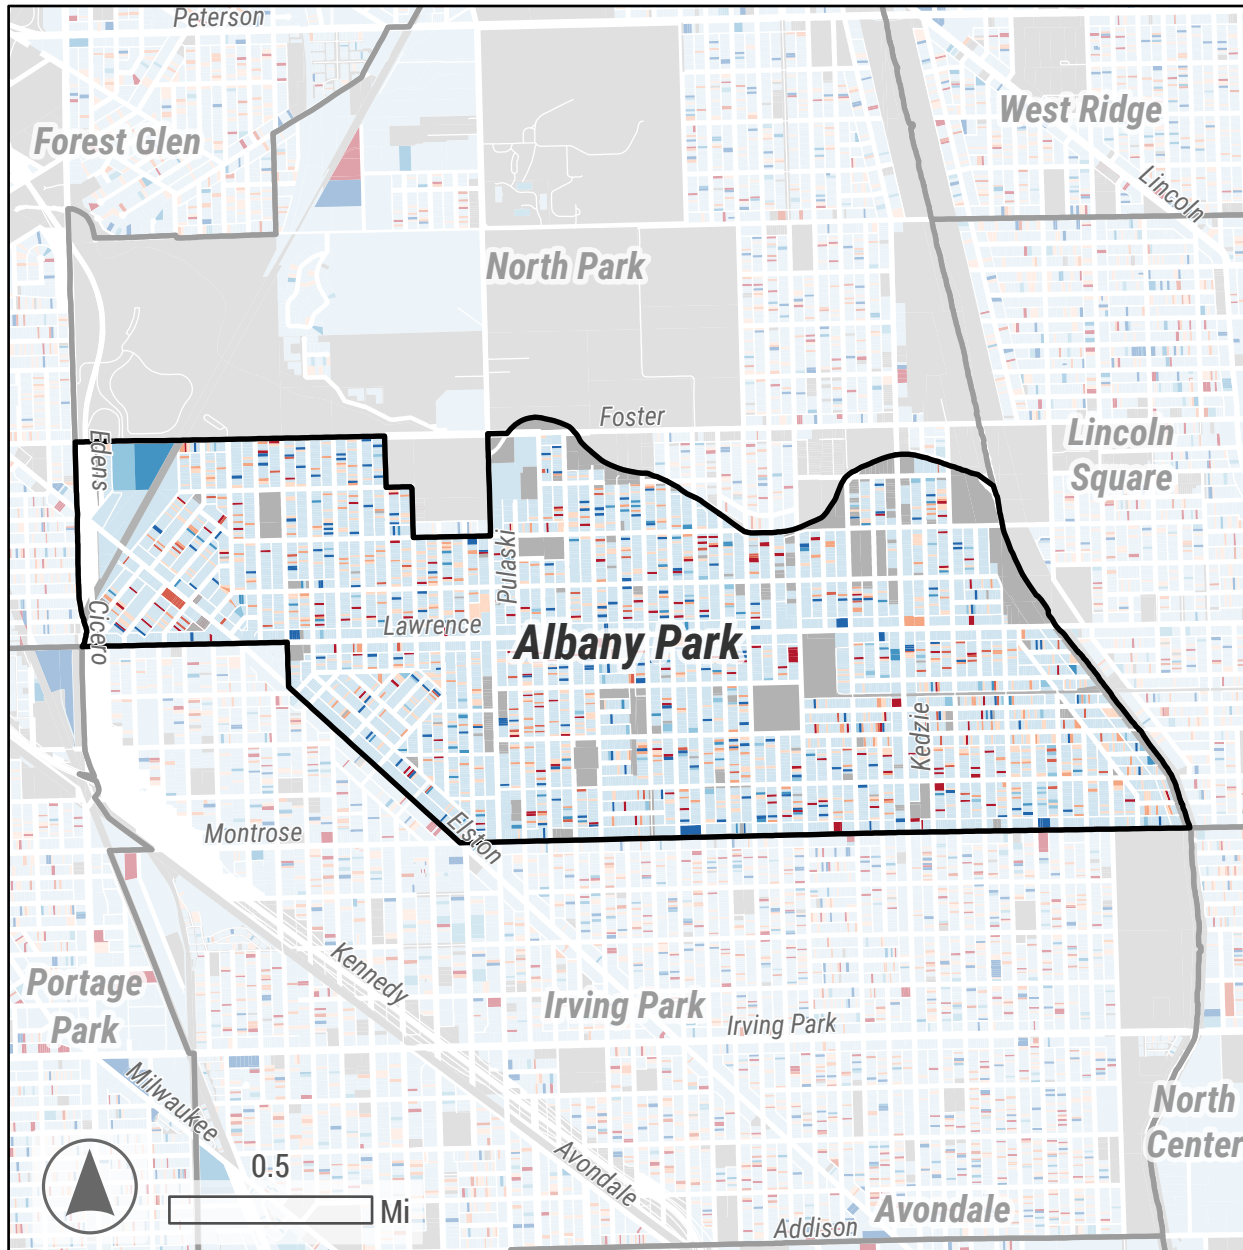 Peterson
Forest Glen
West Ridge
Lincoln
North Park
Foster
Lincoln
Square
Edens
Pulaski
Cicero
Lawrence
Albany Park
Kedzie
Montrose
Elston
Kennedy
Portage
Park
Irving Park
Irving Park
Milwaukee
North
Center
0.5
Mi
Avondale
Avondale
Addison